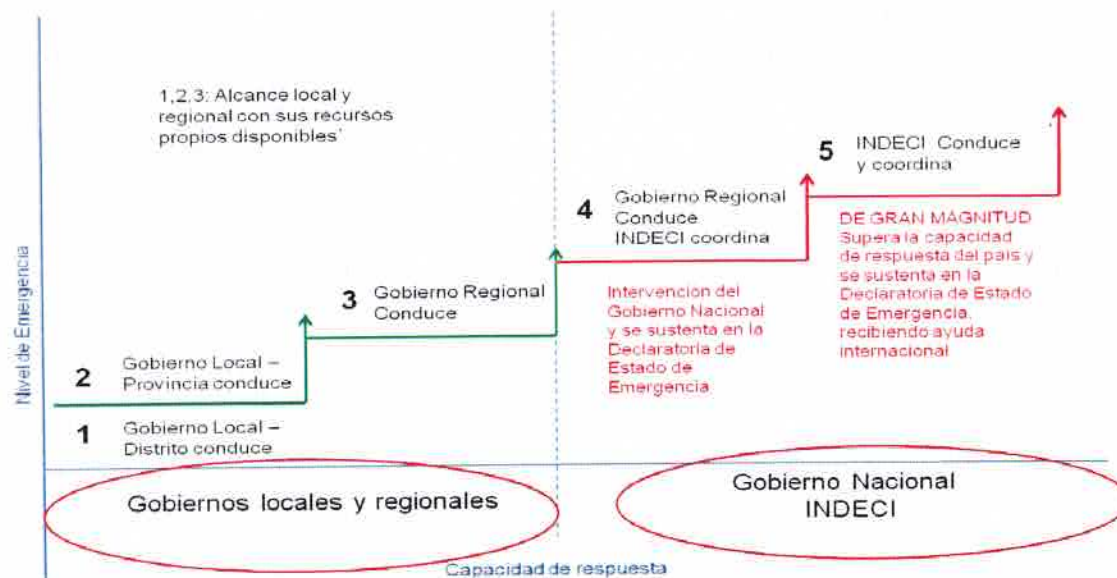 1,2.3: Alcance local y
regional con sus recursos
propios disponibles'
5
INDECI Conduce
y coordina
4
Gobierno Regional
Conduce
INDECI coordina
DE GRAN MAGNITUD
Supera la capacidad
de respuesta del país y
se sustenta en la
Declaratoria de Estado
de Emergencia,
recibiendo ayuda
internacional
3
Gobierno Regional
Conduce
Intervención del
Gobierno Nacional
y se sustenta en la
Declaratoria de
Estado de
Emergencia
2
Gobierno Local –
Provincia conduce
1
Gobierno Local –
Distrito conduce
Nivel de Emergencia
Gobiernos locales y regionales
Gobierno Nacional
INDECI
Capacidad de respuesta